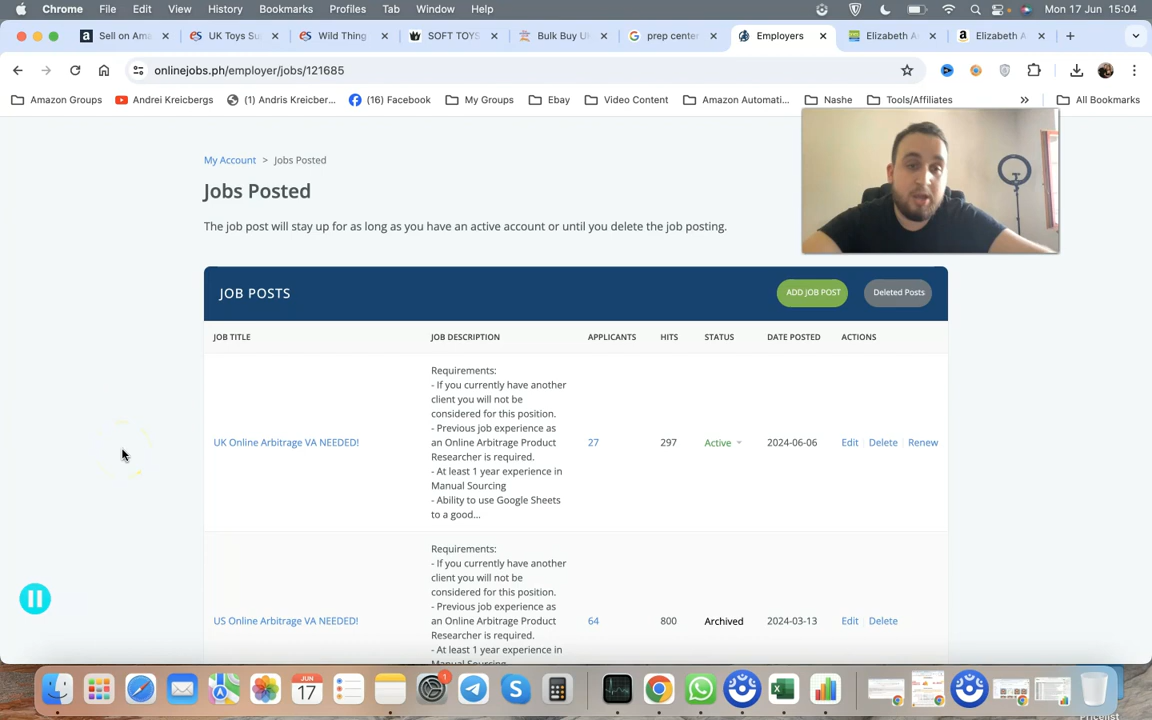 Chrome File Edit View History Bookmarks Profiles Tab Window Help Mon 17 Jun 15:04
Sell on Am UK Toys Su Wild Thing SOFT TOYS Bulk Buy U prep center Employers Elizabeth A Elizabeth A
onlinejobs.ph/employer/jobs/121685
Amazon Groups Andrei Kreicbergs (1) Andris Kreicber... (16) Facebook My Groups Ebay Video Content Amazon Automati... Nashe Tools/Affiliates » All Bookmarks
My Account > Jobs Posted
Jobs Posted
The job post will stay up for as long as you have an active account or until you delete the job posting.
JOB POSTS ADD JOB POST Deleted Posts
JOB TITLE JOB DESCRIPTION APPLICANTS HITS STATUS DATE POSTED ACTIONS
Requirements:
- If you currently have another
client you will not be
considered for this position.
- Previous job experience as
UK Online Arbitrage VA NEEDED! an Online Arbitrage Product 27 297 Active 2024-06-06 Edit Delete Renew
Researcher is required.
- At least 1 year experience in
Manual Sourcing
- Ability to use Google Sheets
to a good...
Requirements:
- If you currently have another
client you will not be
considered for this position.
- Previous job experience as
US Online Arbitrage VA NEEDED! an Online Arbitrage Product 64 800 Archived 2024-03-13 Edit Delete
Researcher is required.
- At least 1 year experience in
Manual Sourcing
JUN
17
1
Pricelist